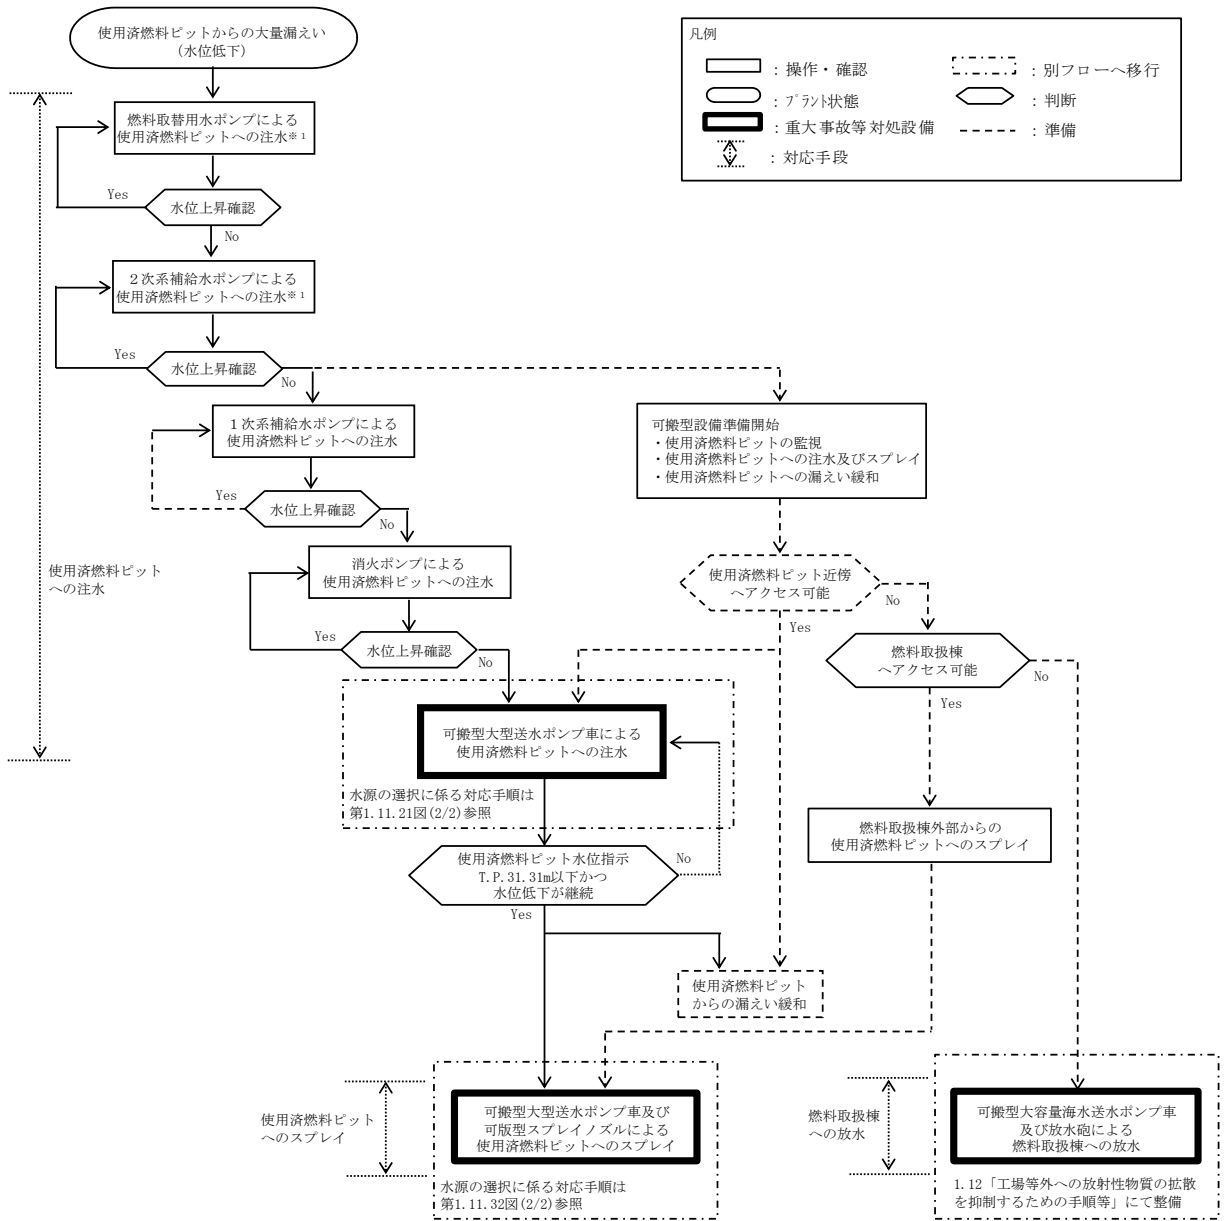 使用済燃料ピットからの大量漏えい
（水位低下）
凡例
：操作・確認
：別フローへ移行
：プラント状態
：判断
：重大事故等対処設備
：準備
：対応手段
燃料取替用水ポンプによる
使用済燃料ピットへの注水※１
Yes
水位上昇確認
No
２次系補給水ポンプによる
使用済燃料ピットへの注水※１
Yes
水位上昇確認
No
１次系補給水ポンプによる
使用済燃料ピットへの注水
Yes
水位上昇確認
No
可搬型設備準備開始
・使用済燃料ピットの監視
・使用済燃料ピットへの注水及びスプレイ
・使用済燃料ピットへの漏えい緩和
消火ポンプによる
使用済燃料ピットへの注水
使用済燃料ピット
への注水
Yes
水位上昇確認
No
使用済燃料ピット近傍
へアクセス可能
No
Yes
燃料取扱棟
へアクセス可能
No
Yes
可搬型大型送水ポンプ車による
使用済燃料ピットへの注水
水源の選択に係る対応手順は
第1.11.21図(2/2)参照
燃料取扱棟外部からの
使用済燃料ピットへのスプレイ
使用済燃料ピット水位指示
T.P.31.31m以下かつ
水位低下が継続
No
Yes
使用済燃料ピット
からの漏えい緩和
使用済燃料ピット
へのスプレイ
可搬型大型送水ポンプ車及び
可版型スプレイノズルによる
使用済燃料ピットへのスプレイ
水源の選択に係る対応手順は
第1.11.32図(2/2)参照
燃料取扱棟
への放水
可搬型大容量海水送水ポンプ車
及び放水砲による
燃料取扱棟への放水
1.12「工場等外への放射性物質の拡散
を抑制するための手順等」にて整備